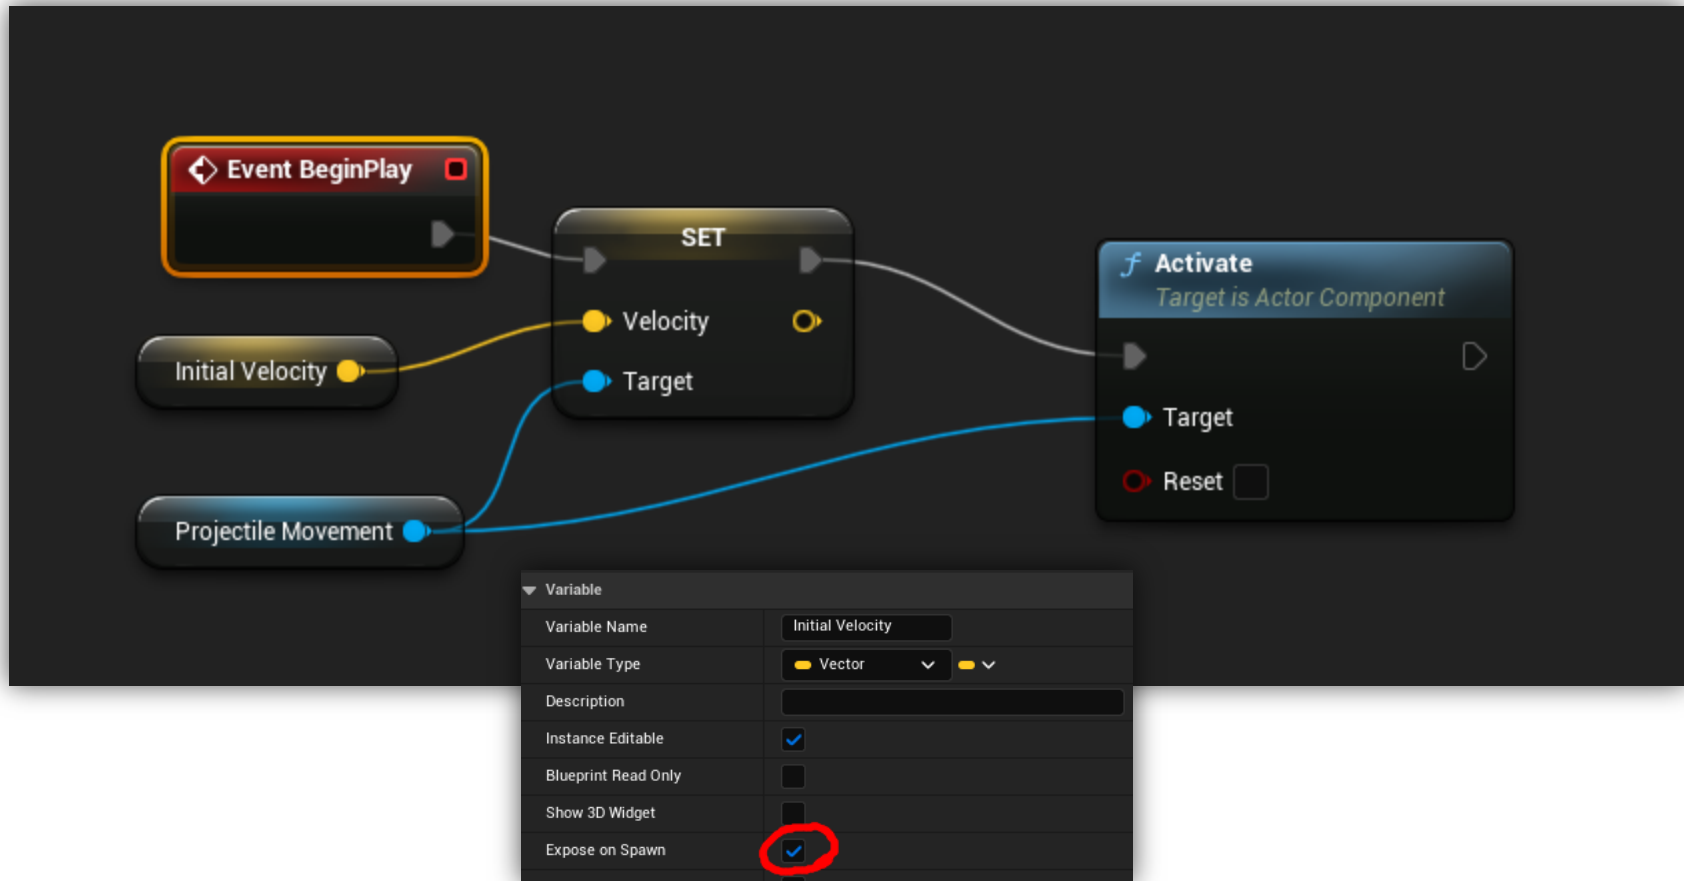 Event BeginPlay
SET
Velocity
Target
Initial Velocity
Projectile Movement
Activate
Target is Actor Component
Target
Reset
Variable
Variable Name Initial Velocity
Variable Type Vector
Description
Instance Editable
Blueprint Read Only
Show 3D Widget
Expose on Spawn